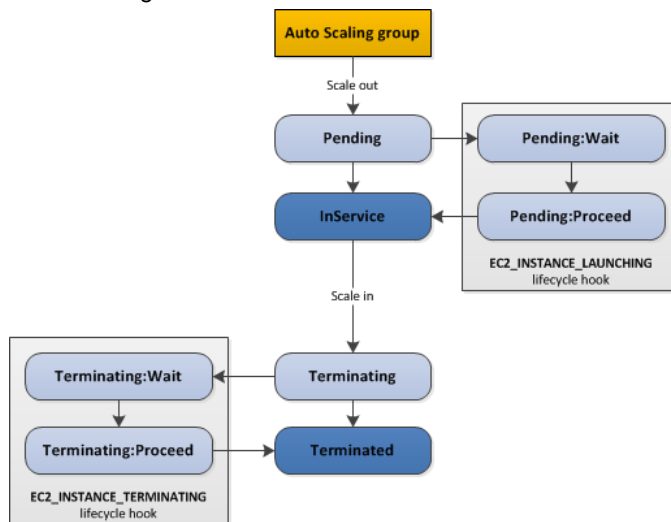 Auto Scaling group
Scale out
Pending
Pending:Wait
InService
Pending:Proceed
EC2_INSTANCE_LAUNCHING
lifecycle hook
Scale in
Terminating:Wait
Terminating
Terminating:Proceed
Terminated
EC2_INSTANCE_TERMINATING
lifecycle hook